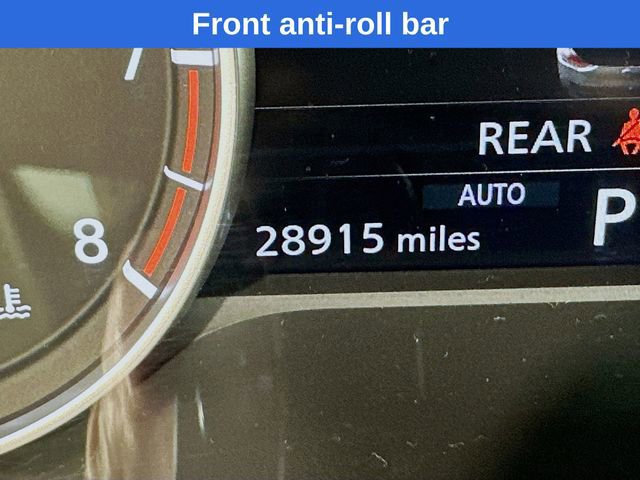 Front anti-roll bar
7
REAR
AUTO
P
28915 miles
8